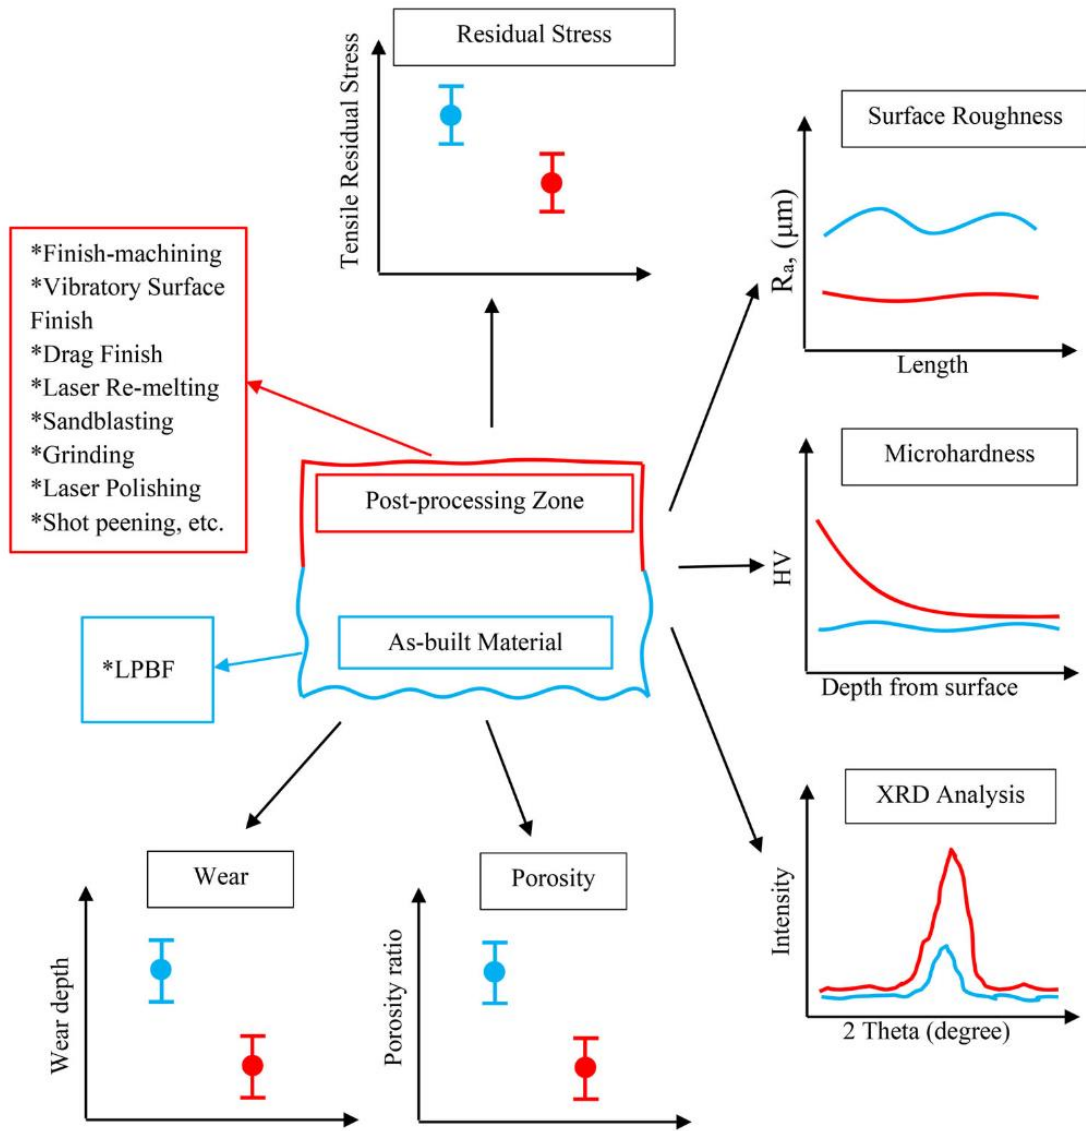 Residual Stress
Tensile Residual Stress
Surface Roughness
Ra, (μm)
Length
*Finish-machining
*Vibratory Surface
Finish
*Drag Finish
*Laser Re-melting
*Sandblasting
*Grinding
*Laser Polishing
*Shot peening, etc.
Post-processing Zone
As-built Material
*LPBF
Microhardness
HV
Depth from surface
XRD Analysis
Intensity
2 Theta (degree)
Wear
Wear depth
Porosity
Porosity ratio